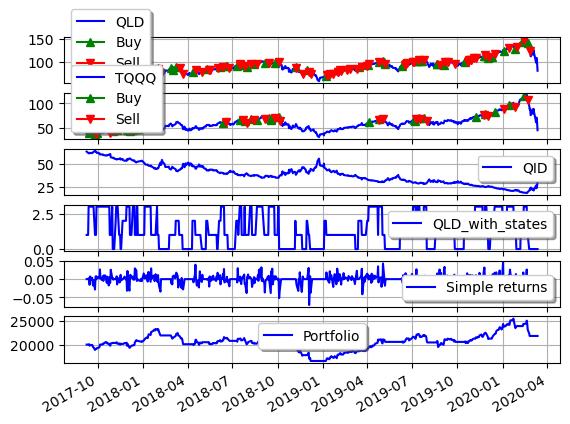 QLD
Buy
Sell
150
100
TQQQ
Buy
Sell
100
50
QID
50
25
QLD_with_states
2.5
0.0
Simple returns
0.05
0.00
−0.05
Portfolio
25000
20000
2017-10 2018-01 2018-04 2018-07 2018-10 2019-01 2019-04 2019-07 2019-10 2020-01 2020-04